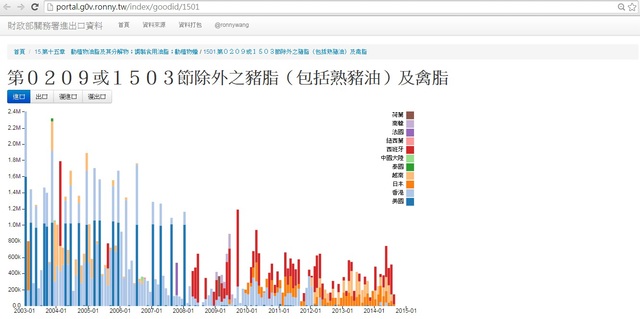 portal.g0v.ronny.tw/index/goodid/1501
財政部關務署進出口資料 首頁 資料來源 資料打包 @ronnywang
首頁 / 15.第十五章 動植物油脂及其分解物；調製食用油脂；動植物蠟 / 1501.第０２０９或１５０３節除外之豬脂（包括熟豬油）及禽脂
第０２０９或１５０３節除外之豬脂（包括熟豬油）及禽脂
進口 出口 復進口 復出口
2.4M
2.2M
2.0M
1.8M
1.6M
1.4M
1.2M
1.0M
800k
600k
400k
200k
0.0
2003-01 2004-01 2005-01 2006-01 2007-01 2008-01 2009-01 2010-01 2011-01 2012-01 2013-01 2014-01 2015-01
荷蘭
南韓
法國
紐西蘭
西班牙
中國大陸
泰國
越南
日本
香港
美國